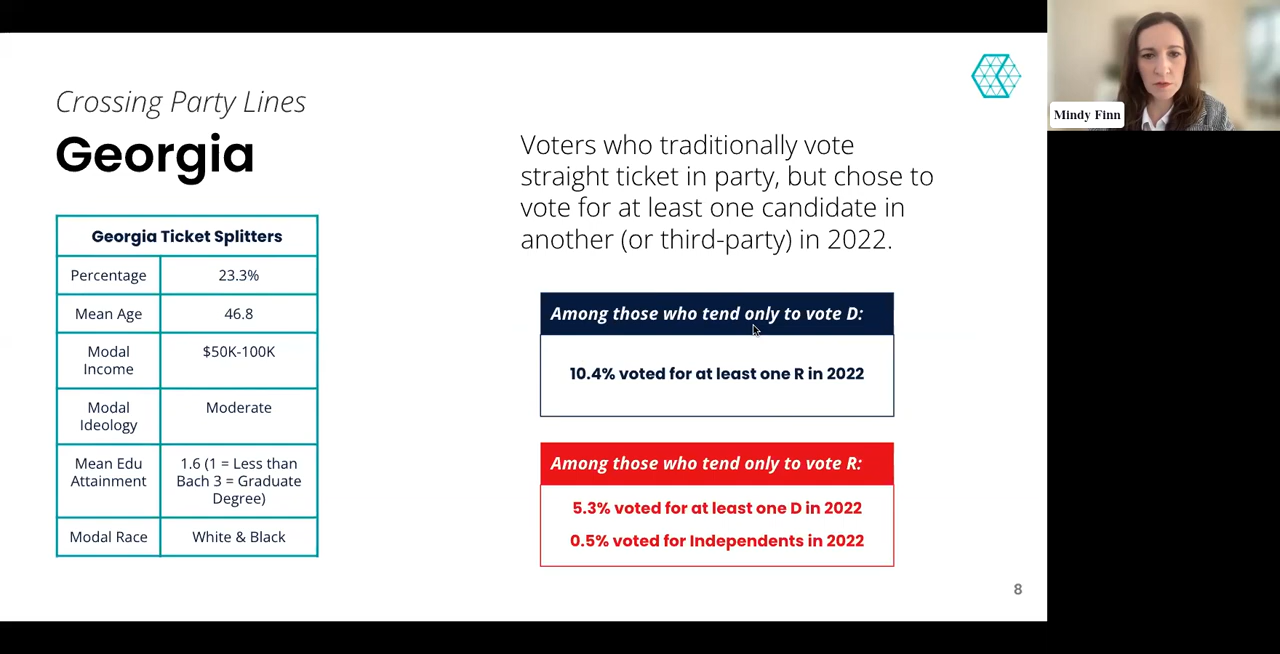 Crossing Party Lines
Georgia
Georgia Ticket Splitters
Percentage 23.3%
Mean Age 46.8
Modal
Income
$50K-100K
Modal
Ideology
Moderate
Mean Edu
Attainment
1.6 (1 = Less than
Bach 3 = Graduate
Degree)
Modal Race White & Black
Voters who traditionally vote
straight ticket in party, but chose to
vote for at least one candidate in
another (or third-party) in 2022.
Among those who tend only to vote D:
10.4% voted for at least one R in 2022
Among those who tend only to vote R:
5.3% voted for at least one D in 2022
0.5% voted for Independents in 2022
8
Mindy Finn